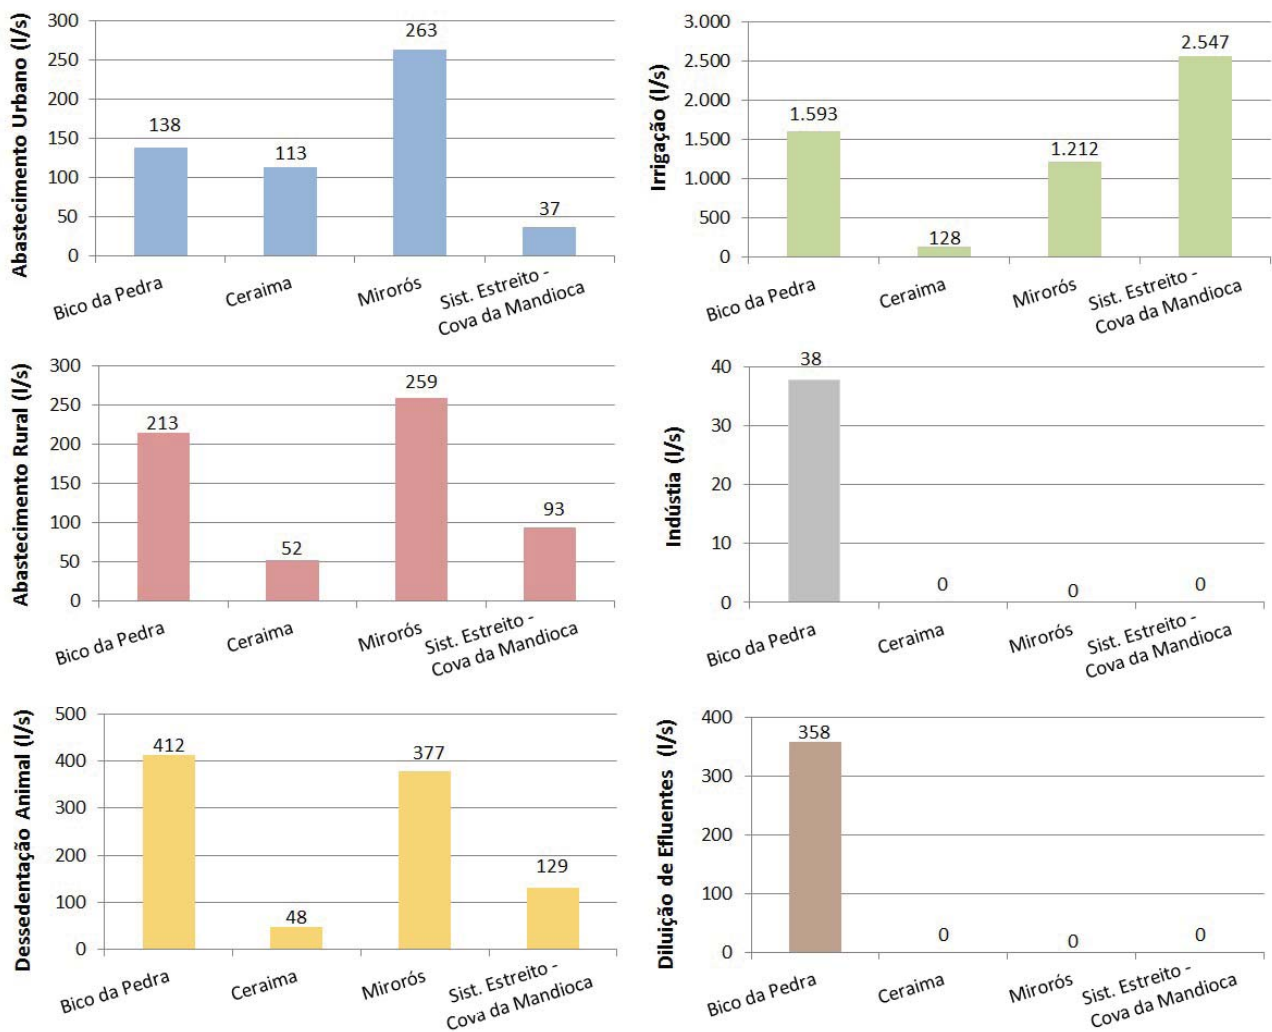 Abastecimento Urbano (l/s)
300
250
200
150
100
50
0
138
113
263
37
Bico da Pedra
Ceraima
Mirorós
Sist. Estreito -
Cova da Mandioca
Irrigação (l/s)
3.000
2.500
2.000
1.500
1.000
500
0
1.593
128
1.212
2.547
Bico da Pedra
Ceraima
Mirorós
Sist. Estreito -
Cova da Mandioca
Abastecimento Rural (l/s)
300
250
200
150
100
50
0
213
52
259
93
Bico da Pedra
Ceraima
Mirorós
Sist. Estreito -
Cova da Mandioca
Indústia (l/s)
40
30
20
10
0
38
0
0
0
Bico da Pedra
Ceraima
Mirorós
Sist. Estreito -
Cova da Mandioca
Dessedentação Animal (l/s)
500
400
300
200
100
0
412
48
377
129
Bico da Pedra
Ceraima
Mirorós
Sist. Estreito -
Cova da Mandioca
Diluição de Efluentes (l/s)
400
300
200
100
0
358
0
0
0
Bico da Pedra
Ceraima
Mirorós
Sist. Estreito -
Cova da Mandioca